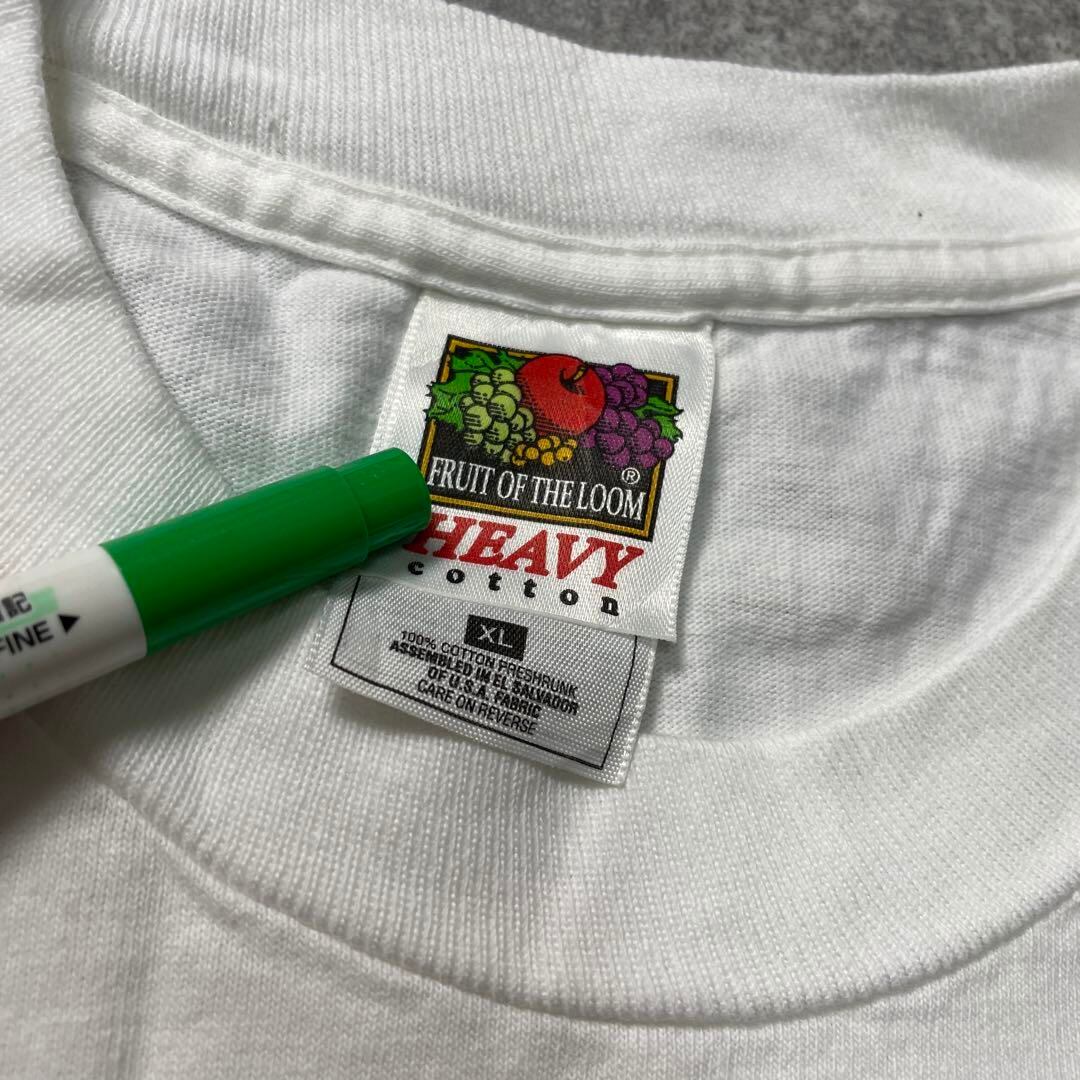 FRUIT OF THE LOOM ®
HEAVY
cotton
XL
100% COTTON PRESHRUNK
ASSEMBLED IN EL SALVADOR
OF U.S.A. FABRIC
CARE ON REVERSE
記
FINE ▶